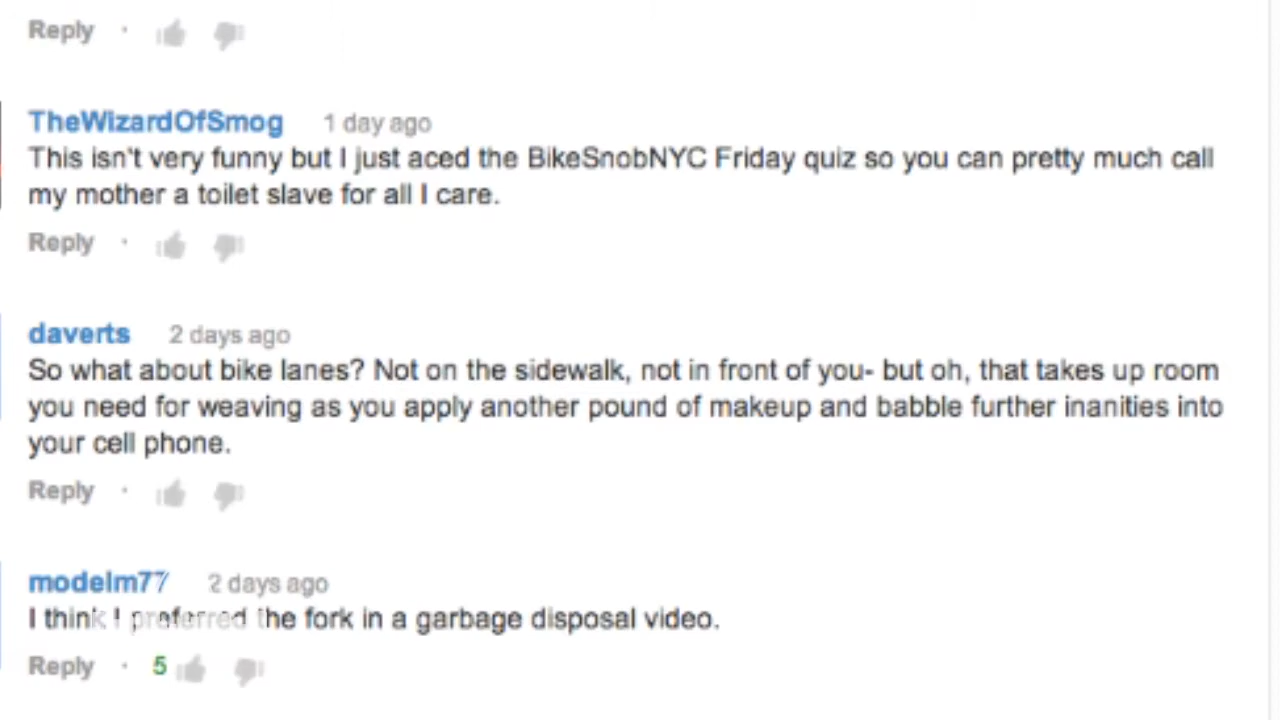 Reply ·
TheWizardOfSmog 1 day ago
This isn't very funny but I just aced the BikeSnobNYC Friday quiz so you can pretty much call
my mother a toilet slave for all I care.
Reply ·
daverts 2 days ago
So what about bike lanes? Not on the sidewalk, not in front of you- but oh, that takes up room
you need for weaving as you apply another pound of makeup and babble further inanities into
your cell phone.
Reply ·
modelm77 2 days ago
I think I preferred the fork in a garbage disposal video.
Reply · 5